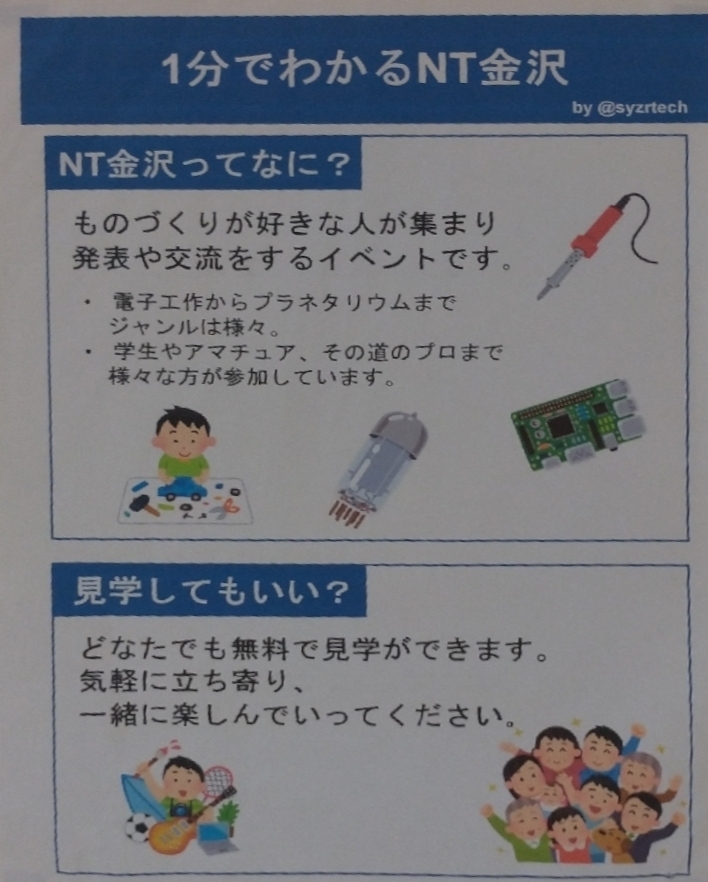 1分でわかるNT金沢
by @syzrtech
NT金沢ってなに？
ものづくりが好きな人が集まり
発表や交流をするイベントです。
・ 電子工作からプラネタリウムまで
ジャンルは様々。
・ 学生やアマチュア、その道のプロまで
様々な方が参加しています。
見学してもいい？
どなたでも無料で見学ができます。
気軽に立ち寄り、
一緒に楽しんでいってください。